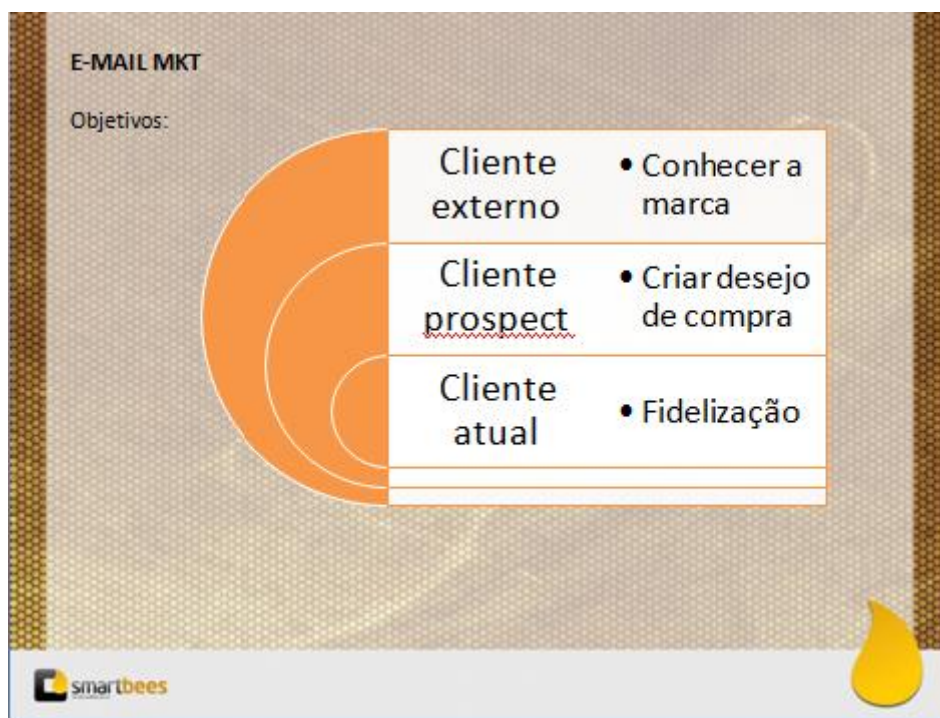 E-MAIL MKT
Objetivos:
Cliente
externo
• Conhecer a
marca
Cliente
prospect
• Criar desejo
de compra
Cliente
atual
• Fidelização
smartbees